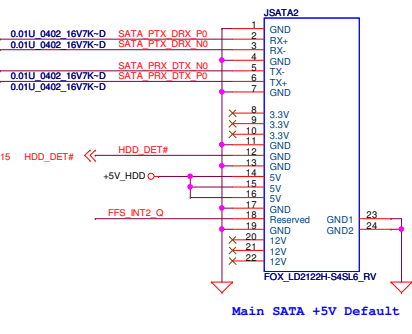 JSATA2
0.01U_0402_16V7K~D SATA_PTX_DRX_P0 1 GND
0.01U_0402_16V7K~D SATA_PTX_DRX_N0 2 RX+
3 RX-
4 GND
0.01U_0402_16V7K~D SATA_PRX_DTX_N0 5 TX-
0.01U_0402_16V7K~D SATA_PRX_DTX_P0 6 TX+
7 GND
8 3.3V
9 3.3V
10 3.3V
11 GND
15 HDD_DET# HDD_DET# 12 GND
13 GND
+5V_HDD 14 5V
15 5V
16 5V
17 GND
FFS_INT2_Q 18 Reserved GND1 23
19 GND GND2 24
20 12V
21 12V
22 12V
FOX_LD2122H-S4SL6_RV
Main SATA +5V Default